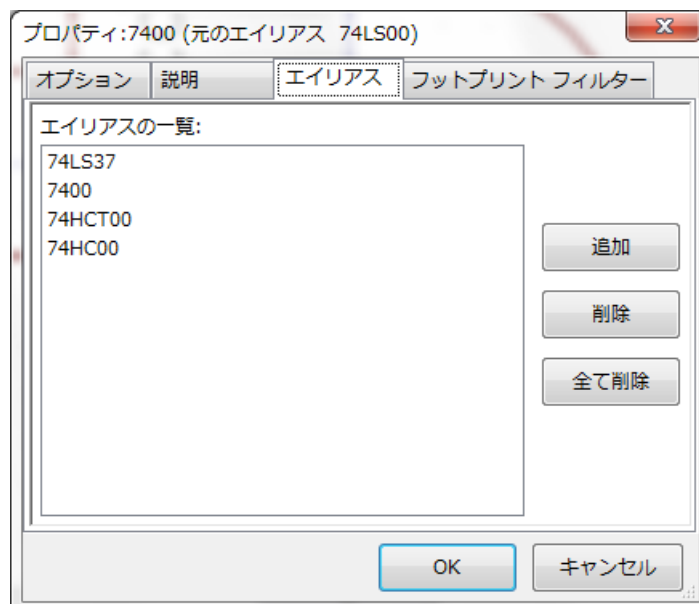 プロパティ:7400 (元のエイリアス 74LS00)
オプション 説明 エイリアス フットプリント フィルター
エイリアスの一覧:
74LS37
7400
74HCT00
74HC00
追加
削除
全て削除
OK キャンセル